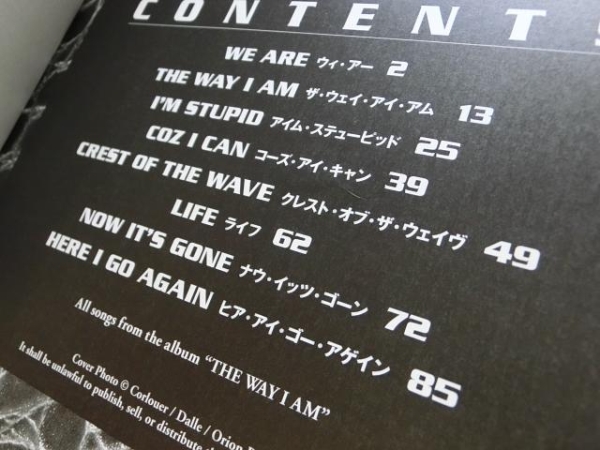 CONTENTS
WE ARE ウィ・アー 2
THE WAY I AM ザ・ウェイ・アイ・アム 13
I'M STUPID アイム・ステューピッド 25
COZ I CAN コーズ・アイ・キャン 39
CREST OF THE WAVE クレスト・オブ・ザ・ウェイヴ 49
LIFE ライフ 62
NOW IT'S GONE ナウ・イッツ・ゴーン 72
HERE I GO AGAIN ヒア・アイ・ゴー・アゲイン 85
All songs from the album "THE WAY I AM"
Cover Photo © Corlouer / Dalle / Orion
It shall be unlawful to publish, sell, or distribute